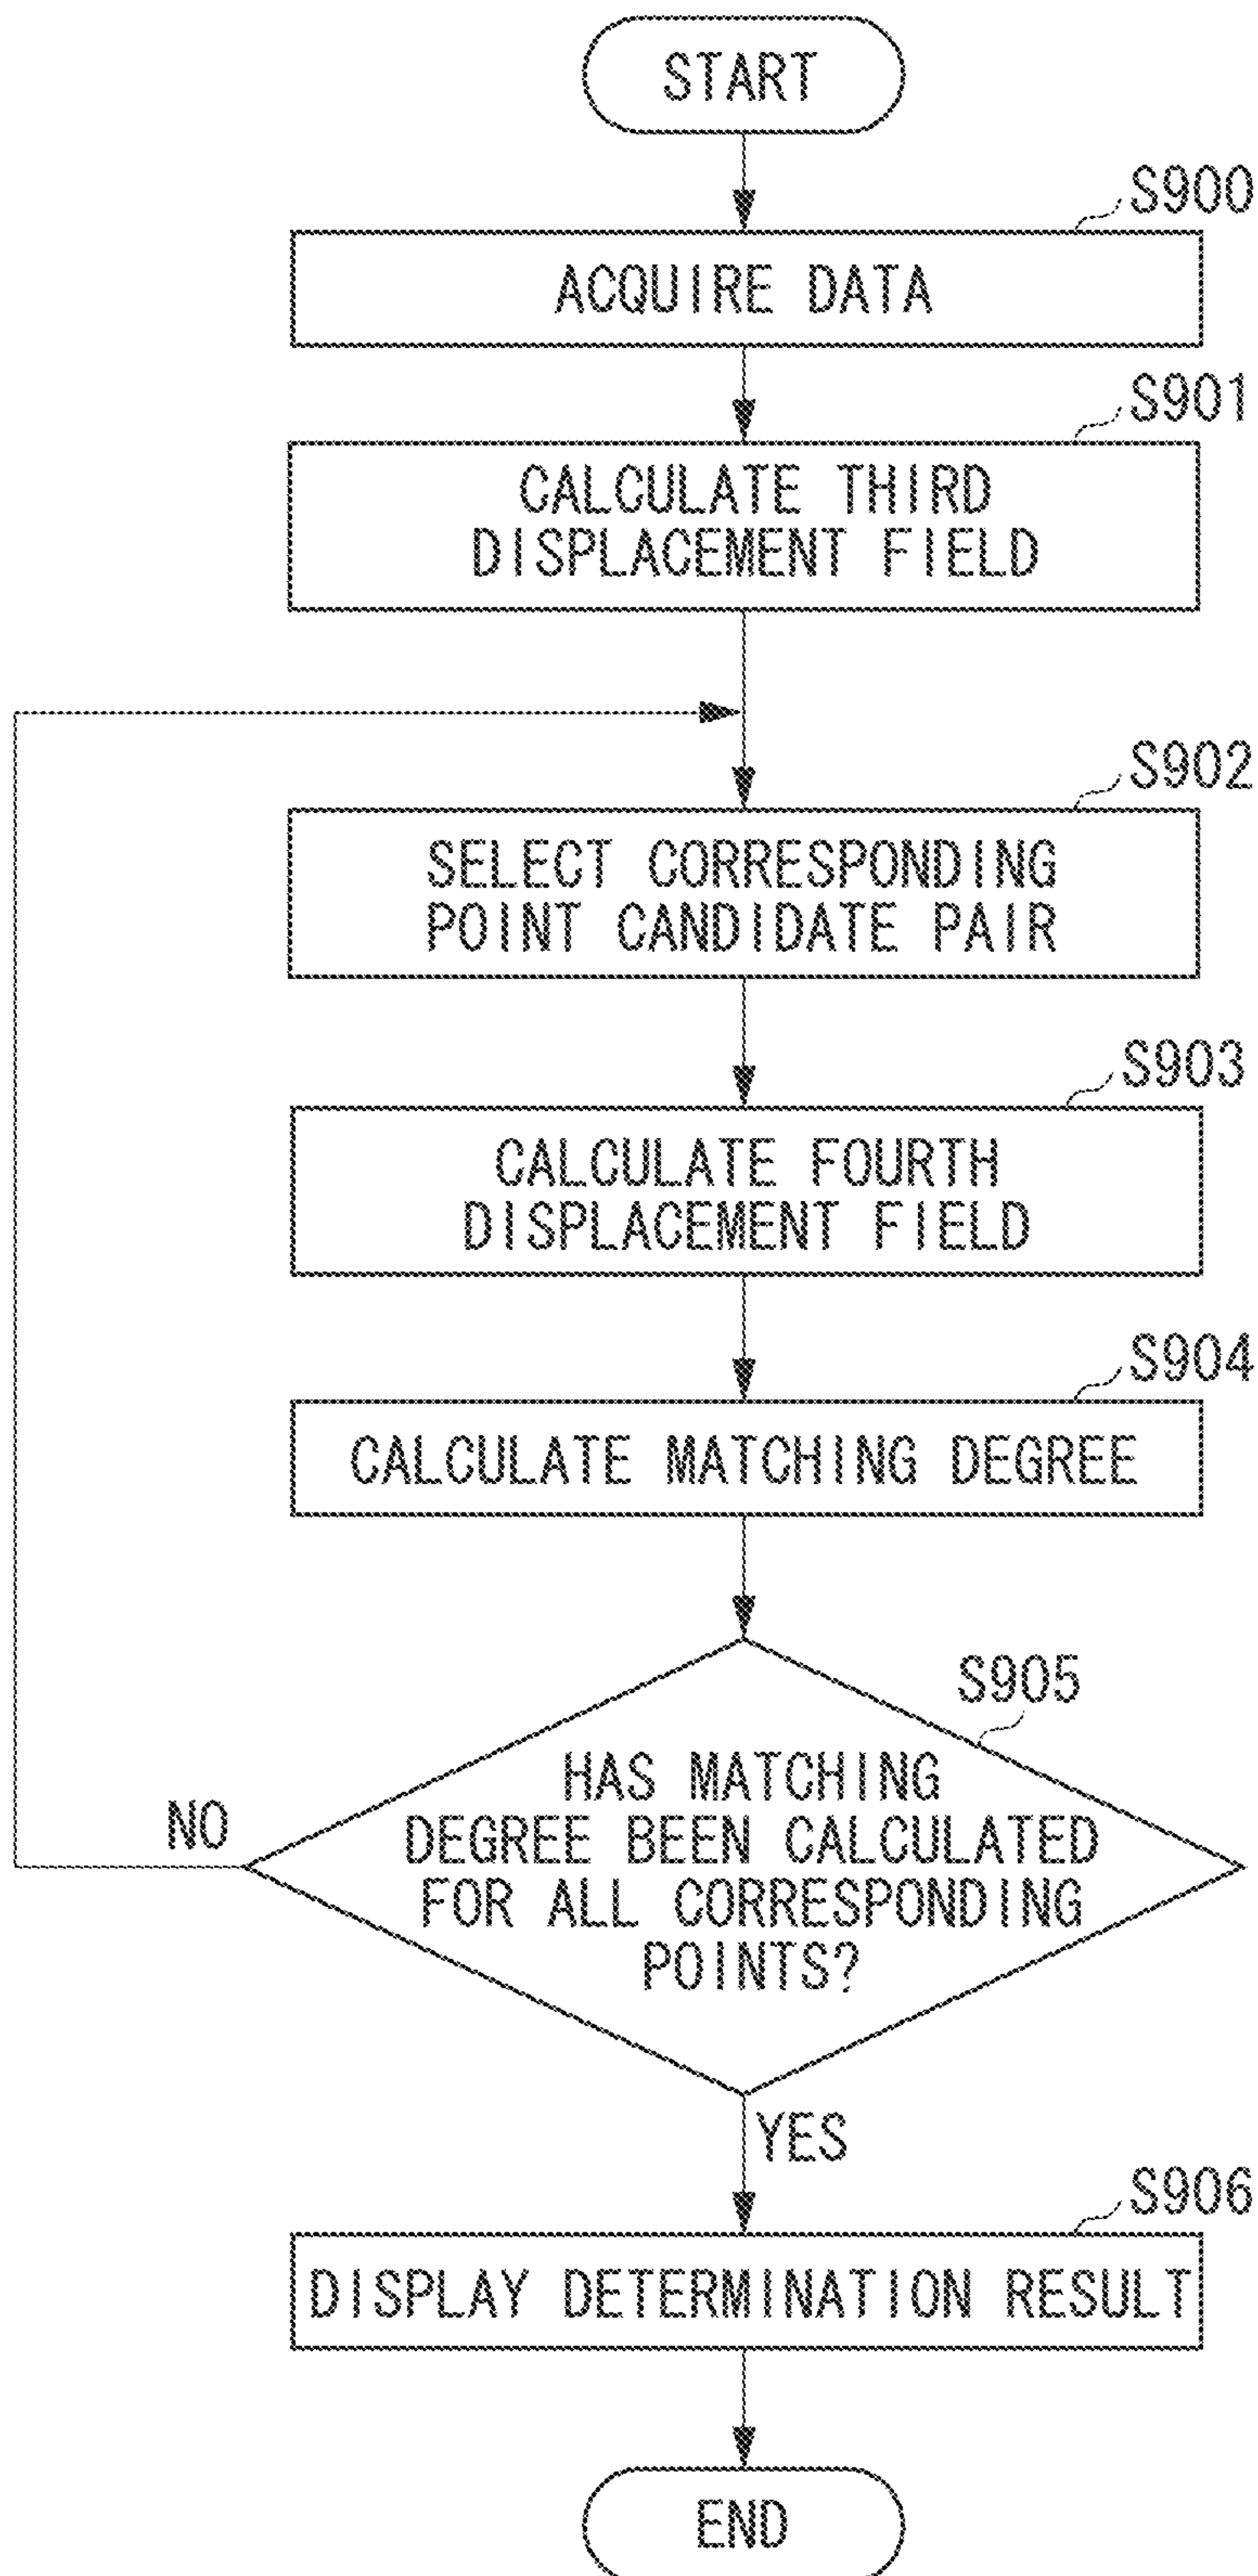 START
S900
ACQUIRE DATA
S901
CALCULATE THIRD
DISPLACEMENT FIELD
S902
SELECT CORRESPONDING
POINT CANDIDATE PAIR
S903
CALCULATE FOURTH
DISPLACEMENT FIELD
S904
CALCULATE MATCHING DEGREE
S905
HAS MATCHING
DEGREE BEEN CALCULATED
FOR ALL CORRESPONDING
POINTS?
NO
YES
S906
DISPLAY DETERMINATION RESULT
END